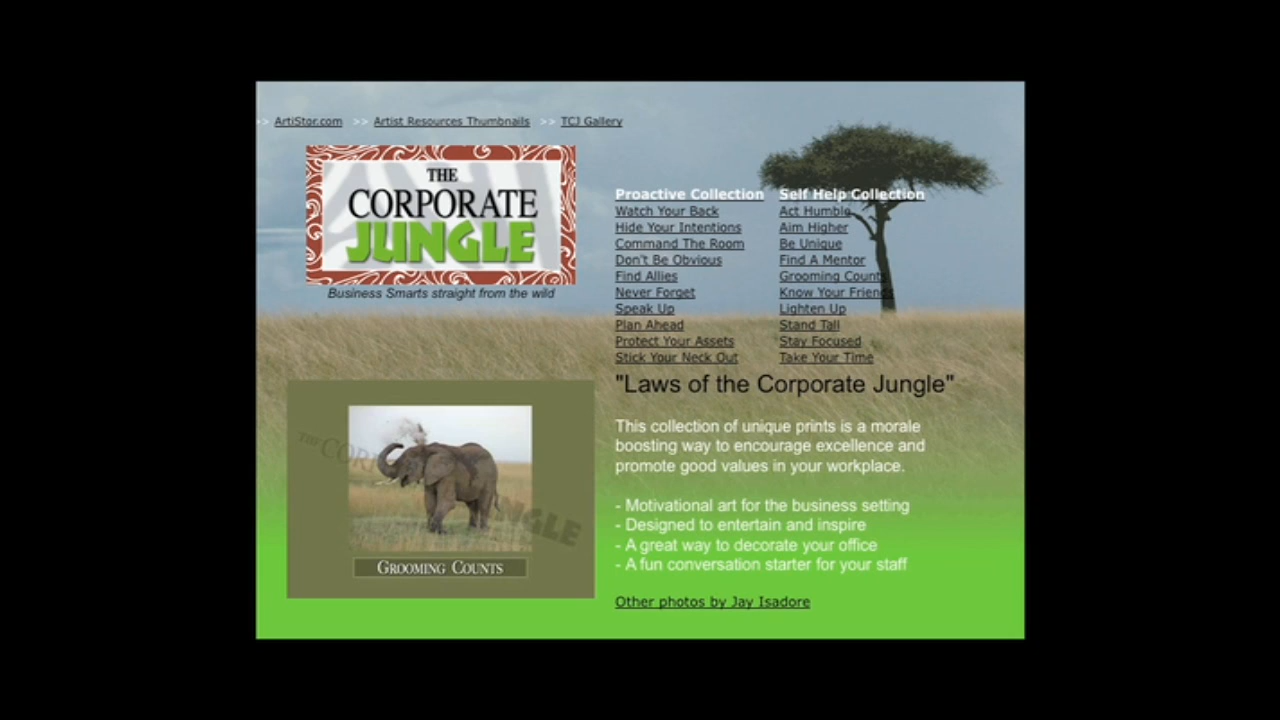 >> ArtiStor.com >> Artist Resources Thumbnails >> TCJ Gallery
THE
CORPORATE
JUNGLE
Business Smarts straight from the wild
Proactive Collection
Watch Your Back
Hide Your Intentions
Command The Room
Don't Be Obvious
Find Allies
Never Forget
Speak Up
Plan Ahead
Protect Your Assets
Stick Your Neck Out
Self Help Collection
Act Humble
Aim Higher
Be Unique
Find A Mentor
Grooming Counts
Know Your Friends
Lighten Up
Stand Tall
Stay Focused
Take Your Time
"Laws of the Corporate Jungle"
This collection of unique prints is a morale
boosting way to encourage excellence and
promote good values in your workplace.
- Motivational art for the business setting
- Designed to entertain and inspire
- A great way to decorate your office
- A fun conversation starter for your staff
Other photos by Jay Isadore
GROOMING COUNTS